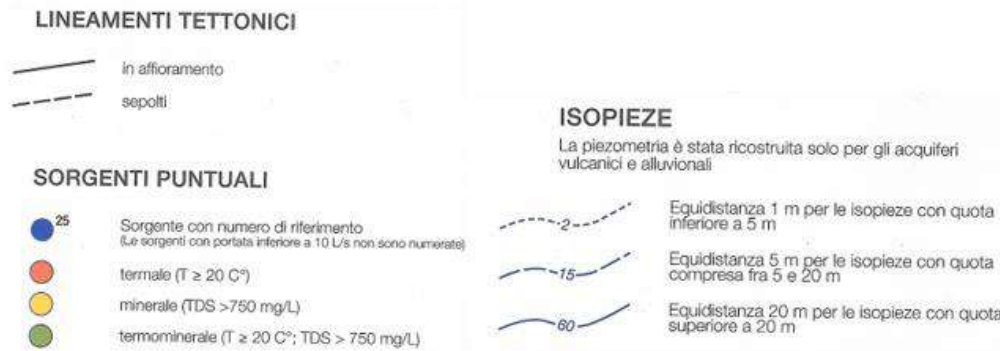 LINEAMENTI TETTONICI
in affioramento
sepolti
SORGENTI PUNTUALI
25
Sorgente con numero di riferimento
(Le sorgenti con portata inferiore a 10 L/s non sono numerate)
termale (T ≥ 20 C°)
minerale (TDS >750 mg/L)
termominerale (T ≥ 20 C°; TDS > 750 mg/L)
ISOPIEZE
La piezometria è stata ricostruita solo per gli acquiferi
vulcanici e alluvionali
2
Equidistanza 1 m per le isopieze con quota
inferiore a 5 m
15
Equidistanza 5 m per le isopieze con quota
compresa fra 5 e 20 m
60
Equidistanza 20 m per le isopieze con quota
superiore a 20 m